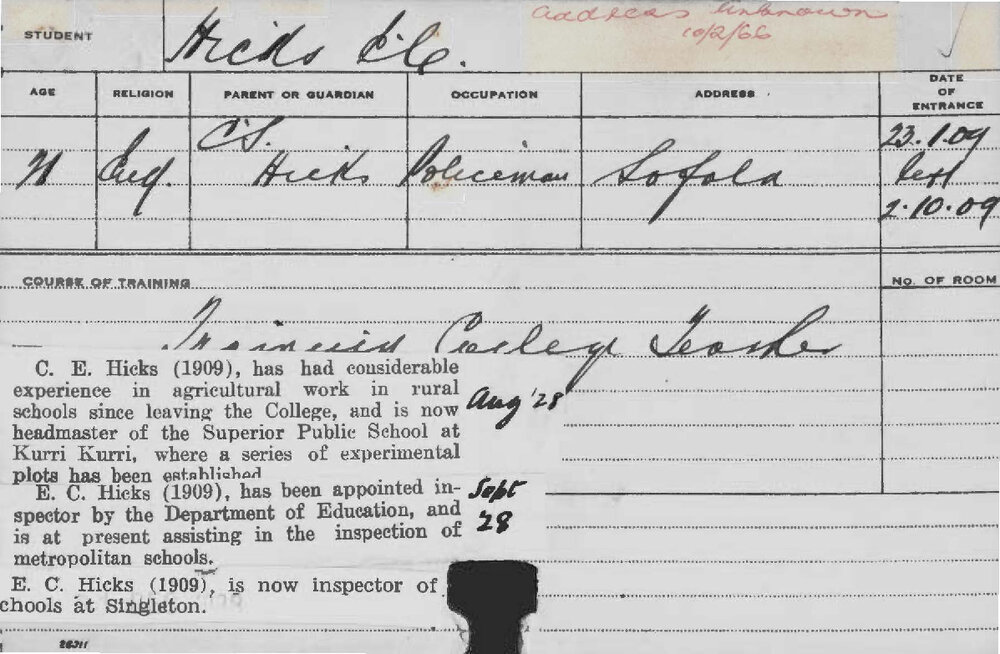 address unknown
10/2/66
STUDENT Hicks E.C.
AGE RELIGION PARENT OR GUARDIAN OCCUPATION ADDRESS DATE OF ENTRANCE
C.S. 23.1.09
21 Eng. Hicks Policeman Sofala left
2.10.09
COURSE OF TRAINING NO. OF ROOM
Training College Teacher
C. E. Hicks (1909), has had considerable
experience in agricultural work in rural
schools since leaving the College, and is now
headmaster of the Superior Public School at
Kurri Kurri, where a series of experimental
plots has been established
Aug '28
E. C. Hicks (1909), has been appointed in-
spector by the Department of Education, and
is at present assisting in the inspection of
metropolitan schools.
Sept
28
E. C. Hicks (1909), is now inspector of
chools at Singleton.
26311